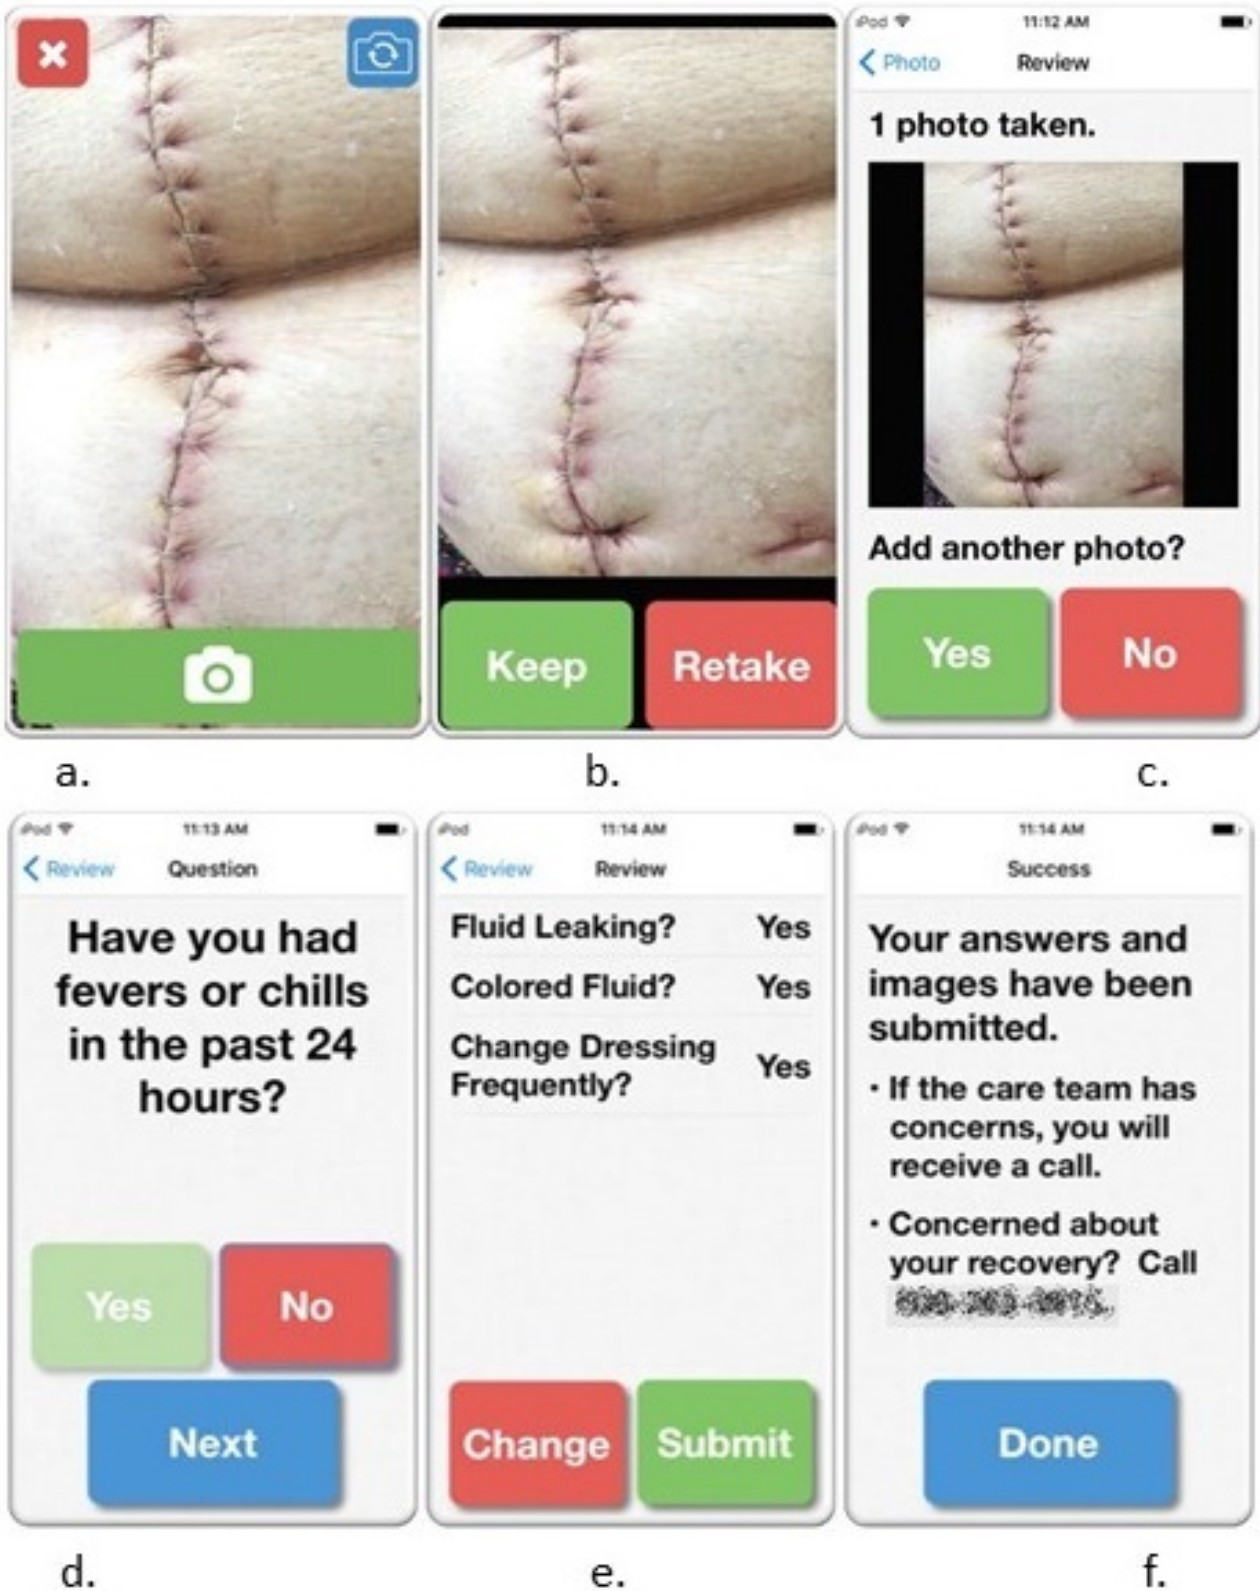 iPod 11:12 AM
Photo Review
1 photo taken.
Add another photo?
Keep Retake
Yes No
a. b. c.
iPod 11:13 AM
Review Question
Have you had
fevers or chills
in the past 24
hours?
Yes No
Next
iPod 11:14 AM
Review Review
Fluid Leaking? Yes
Colored Fluid? Yes
Change Dressing
Frequently? Yes
Change Submit
iPod 11:14 AM
Success
Your answers and
images have been
submitted.
· If the care team has
concerns, you will
receive a call.
· Concerned about
your recovery? Call
Done
d. e. f.